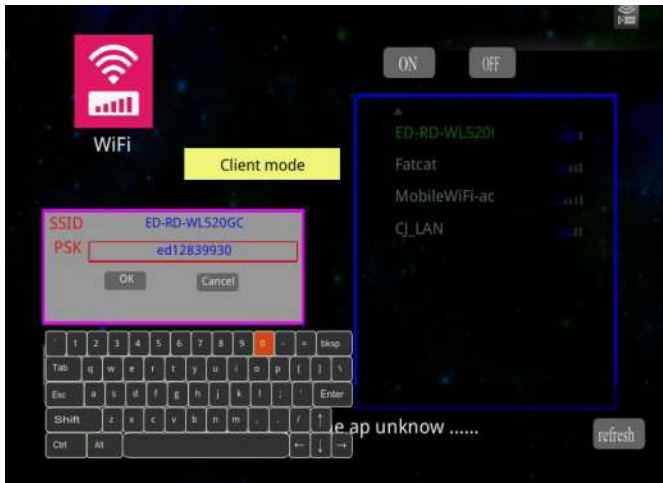 ON OFF
WiFi
Client mode
ED-RD-WL520
Fatcat
MobileWiFi-ac
CJ_LAN
SSID ED-RD-WL520GC
PSK ed12839930
OK Cancel
` 1 2 3 4 5 6 7 8 9 0 - = bksp
Tab q w e r t y u i o p [ ] \
Esc a s d f g h j k l ; ' Enter
Shift z x c v b n m , . / ↑
Ctrl Alt ← ↓ →
e ap unknow ......
refresh